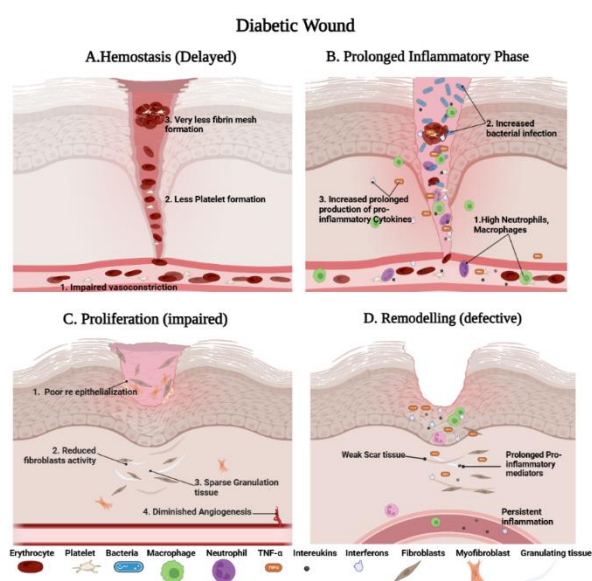 Diabetic Wound
A.Hemostasis (Delayed)
3. Very less fibrin mesh
formation
2. Less Platelet formation
1. Impaired vasoconstriction
B. Prolonged Inflammatory Phase
2. Increased
bacterial infection
3. Increased prolonged
production of pro-
inflammatory Cytokines
1.High Neutrophils,
Macrophages
C. Proliferation (impaired)
1. Poor re epithelialization
2. Reduced
fibroblasts activity
3. Sparse Granulation
tissue
4. Diminished Angiogenesis
D. Remodelling (defective)
Weak Scar tissue
Prolonged Pro-
inflammatory
mediators
Persistent
inflammation
Erythrocyte Platelet Bacteria Macrophage Neutrophil TNF-α Intereukins Interferons Fibroblasts Myofibroblast Granulating tissue